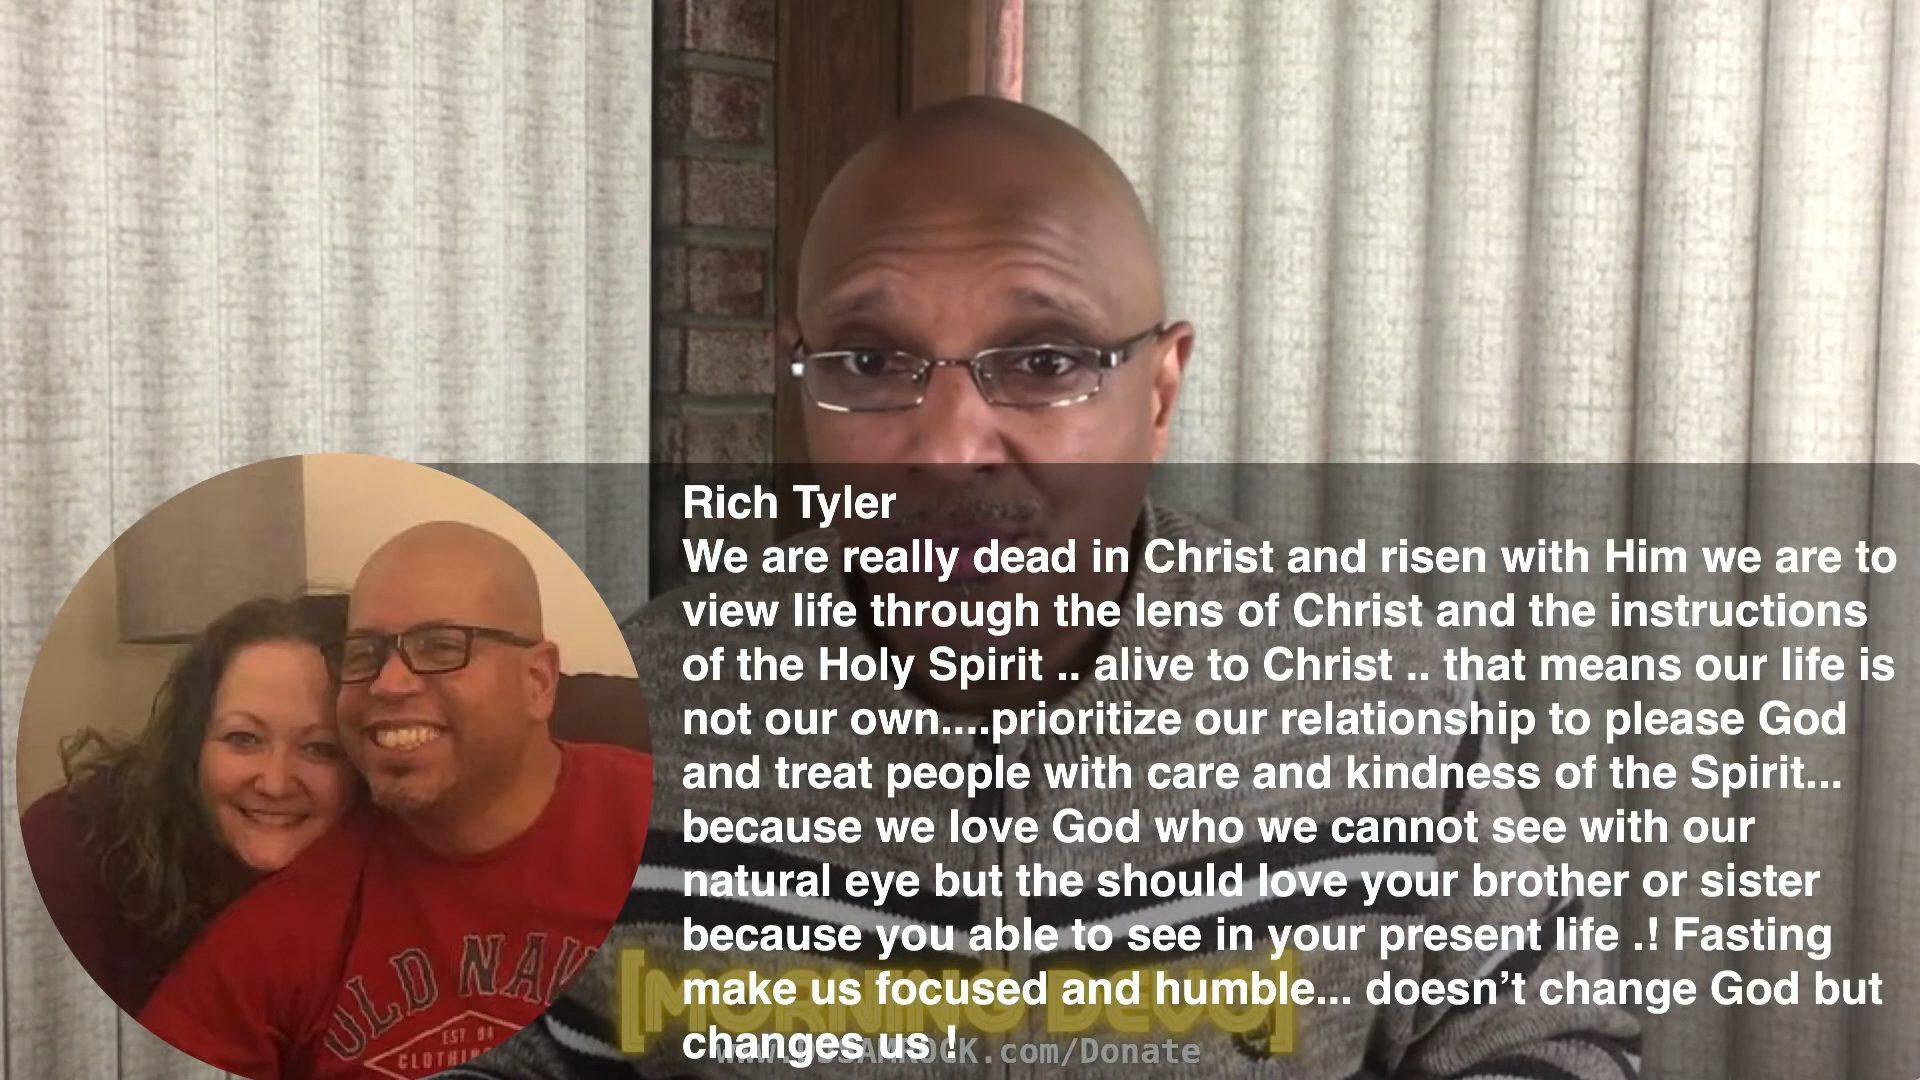 Rich Tyler
We are really dead in Christ and risen with Him we are to
view life through the lens of Christ and the instructions
of the Holy Spirit .. alive to Christ .. that means our life is
not our own....prioritize our relationship to please God
and treat people with care and kindness of the Spirit...
because we love God who we cannot see with our
natural eye but the should love your brother or sister
because you able to see in your present life .! Fasting
make us focused and humble... doesn’t change God but
changes us !
[MORNING DEVO]
.com/Donate
OLD NAV
EST 94
CLOTHIN